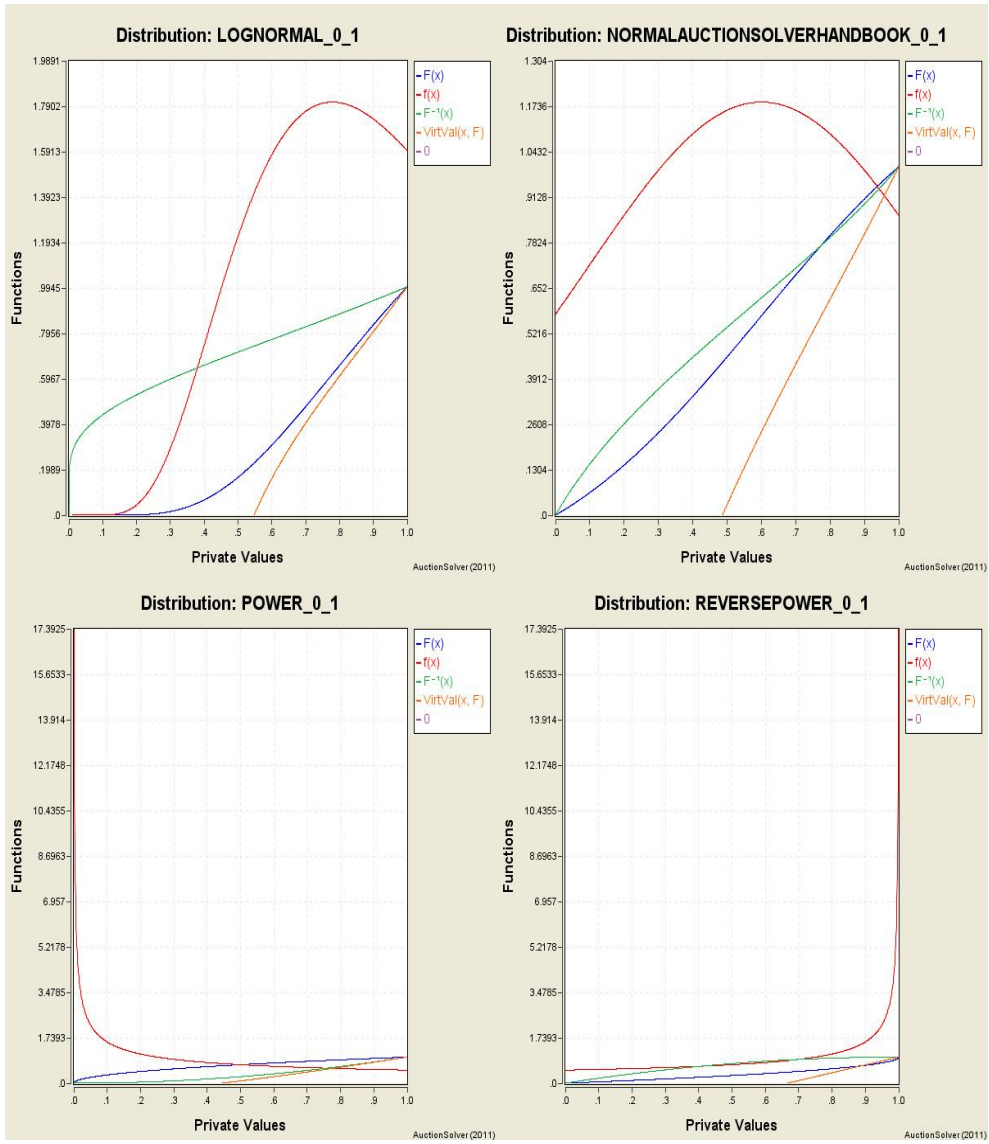 Distribution: LOGNORMAL_0_1
1.9891
1.7902
1.5913
1.3923
1.1934
.9945
.7956
.5967
.3978
.1989
.0
Functions
.0 .1 .2 .3 .4 .5 .6 .7 .8 .9 1.0
Private Values
F(x)
f(x)
F⁻¹(x)
VirtVal(x, F)
0
AuctionSolver (2011)
Distribution: NORMALAUCTIONSOLVERHANDBOOK_0_1
1.304
1.1736
1.0432
.9128
.7824
.652
.5216
.3912
.2608
.1304
.0
Functions
.0 .1 .2 .3 .4 .5 .6 .7 .8 .9 1.0
Private Values
F(x)
f(x)
F⁻¹(x)
VirtVal(x, F)
0
AuctionSolver (2011)
Distribution: POWER_0_1
17.3925
15.6533
13.914
12.1748
10.4355
8.6963
6.957
5.2178
3.4785
1.7393
.0
Functions
.0 .1 .2 .3 .4 .5 .6 .7 .8 .9 1.0
Private Values
F(x)
f(x)
F⁻¹(x)
VirtVal(x, F)
0
AuctionSolver (2011)
Distribution: REVERSEPOWER_0_1
17.3925
15.6533
13.914
12.1748
10.4355
8.6963
6.957
5.2178
3.4785
1.7393
.0
Functions
.0 .1 .2 .3 .4 .5 .6 .7 .8 .9 1.0
Private Values
F(x)
f(x)
F⁻¹(x)
VirtVal(x, F)
0
AuctionSolver (2011)